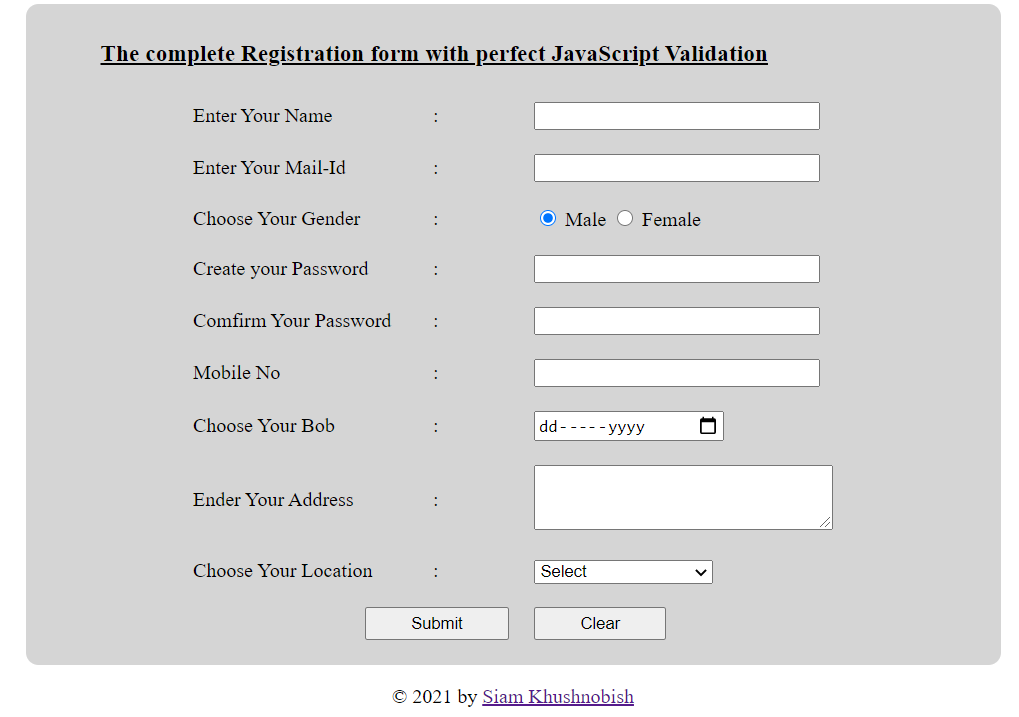 The complete Registration form with perfect JavaScript Validation
Enter Your Name :
Enter Your Mail-Id :
Choose Your Gender : Male Female
Create your Password :
Comfirm Your Password :
Mobile No :
Choose Your Bob : dd-----yyyy
Ender Your Address :
Choose Your Location : Select
Submit Clear
© 2021 by Siam Khushnobish